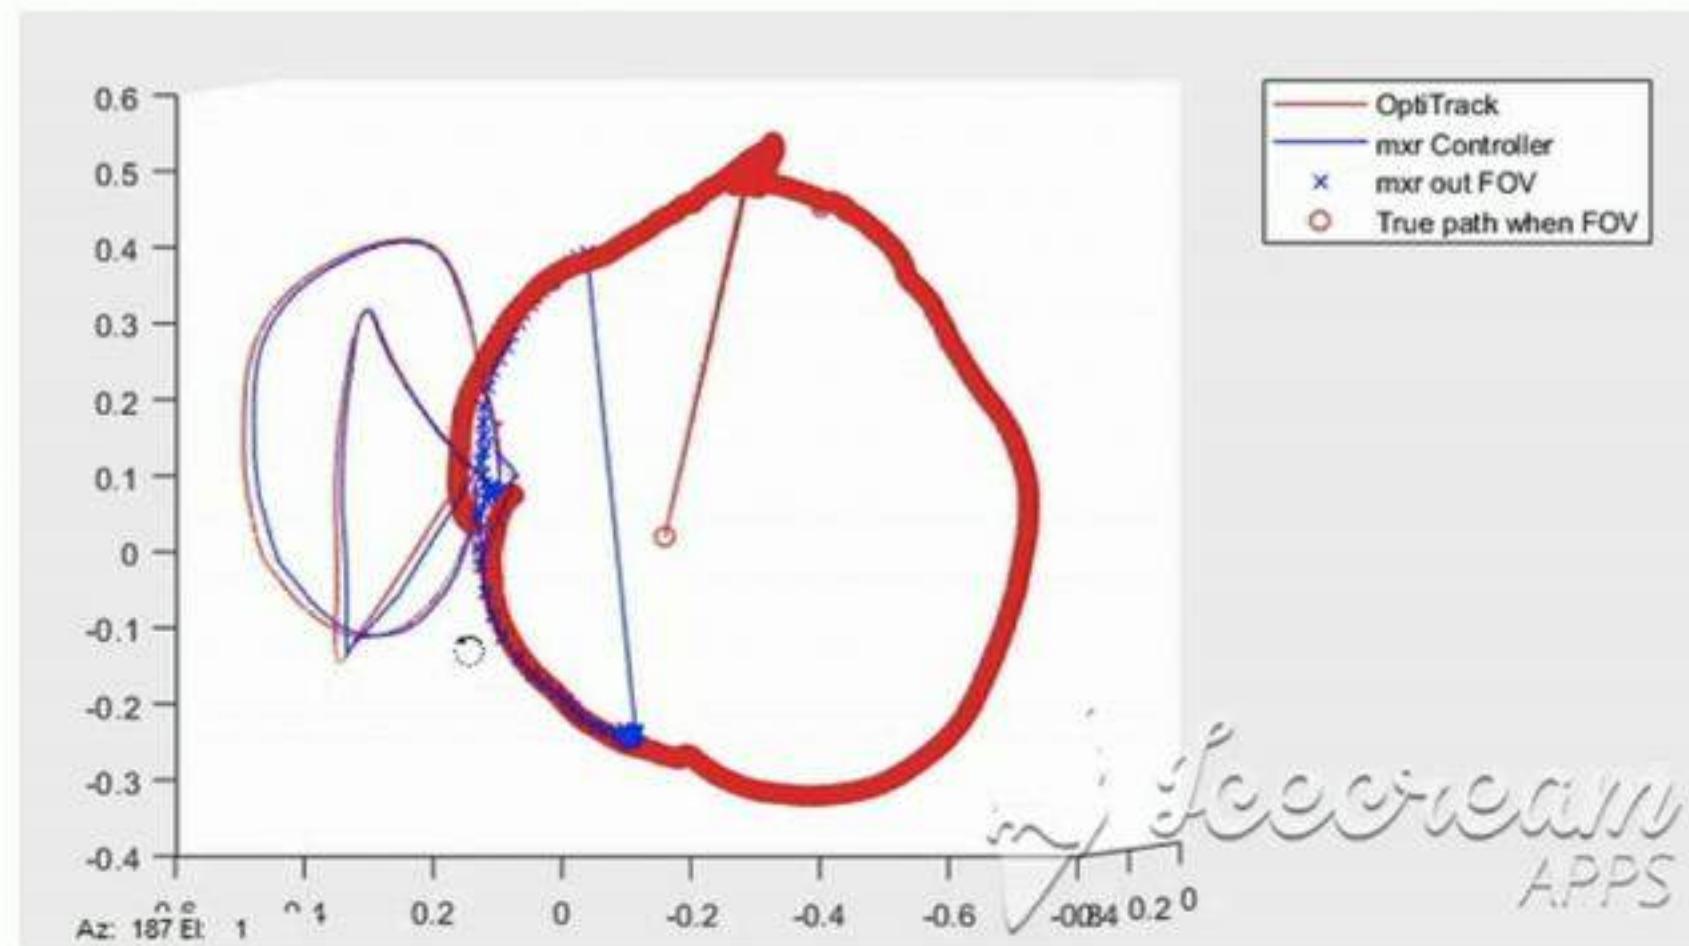 OptiTrack
mxr Controller
mxr out FOV
True path when FOV
0.6
0.5
0.4
0.3
0.2
0.1
0
-0.1
-0.2
-0.3
-0.4
0.2 0 -0.2 -0.4 -0.6 0.2 0
Az: 187 El: 1
Icecream
APPS